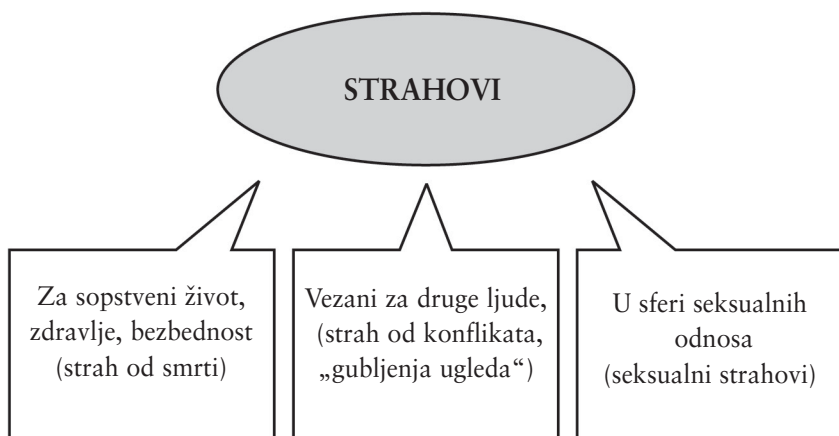 STRAHOVI
Za sopstveni život,
zdravlje, bezbednost
(strah od smrti)
Vezani za druge ljude,
(strah od konflikata,
„gubljenja ugleda“)
U sferi seksualnih
odnosa
(seksualni strahovi)